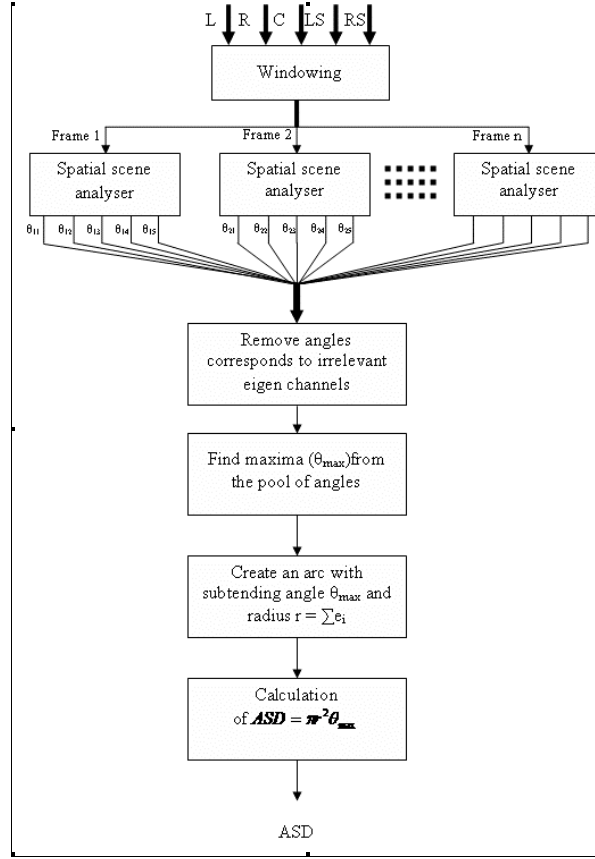 L R C LS RS
Windowing
Frame 1 Frame 2 Frame n
Spatial scene Spatial scene Spatial scene
analyser analyser analyser
θ11 θ12 θ13 θ14 θ15 θ21 θ22 θ23 θ24 θ25
Remove angles
corresponds to irrelevant
eigen channels
Find maxima (θmax)from
the pool of angles
Create an arc with
subtending angle θmax and
radius r = ∑ei
Calculation
of ASD = πr²θmax
ASD